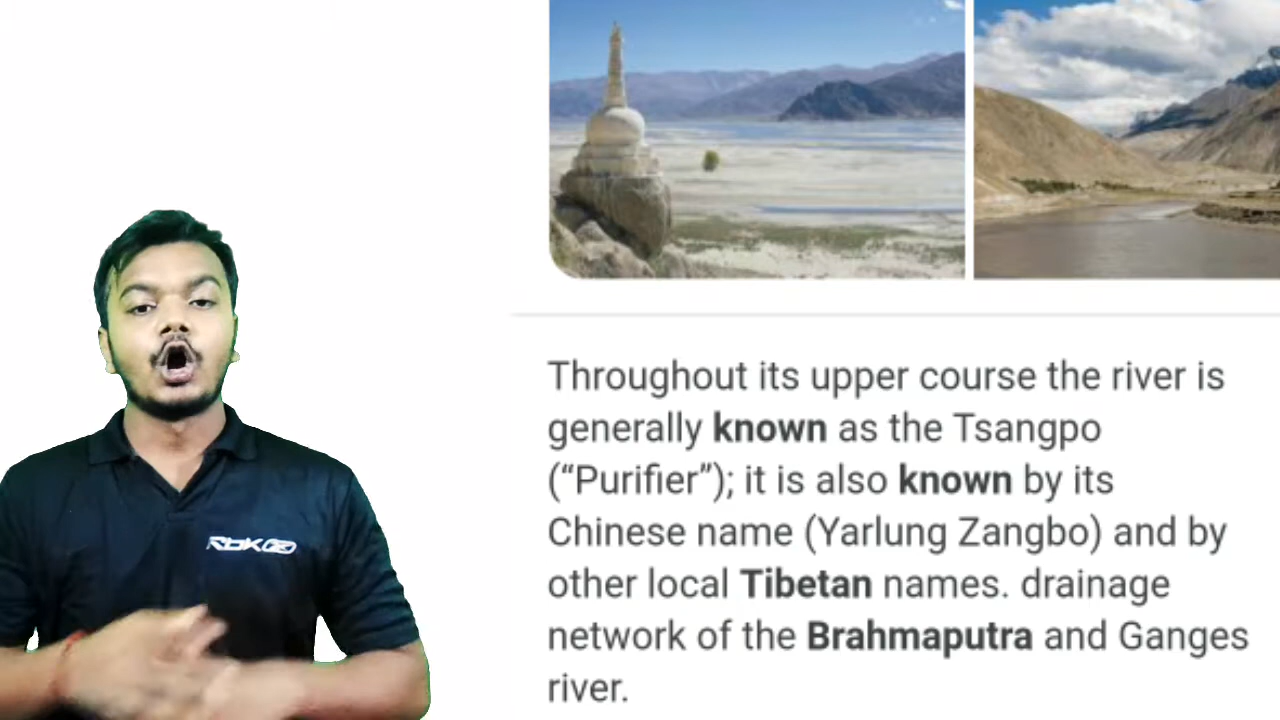 Throughout its upper course the river is
generally known as the Tsangpo
(“Purifier”); it is also known by its
Chinese name (Yarlung Zangbo) and by
other local Tibetan names. drainage
network of the Brahmaputra and Ganges
river.